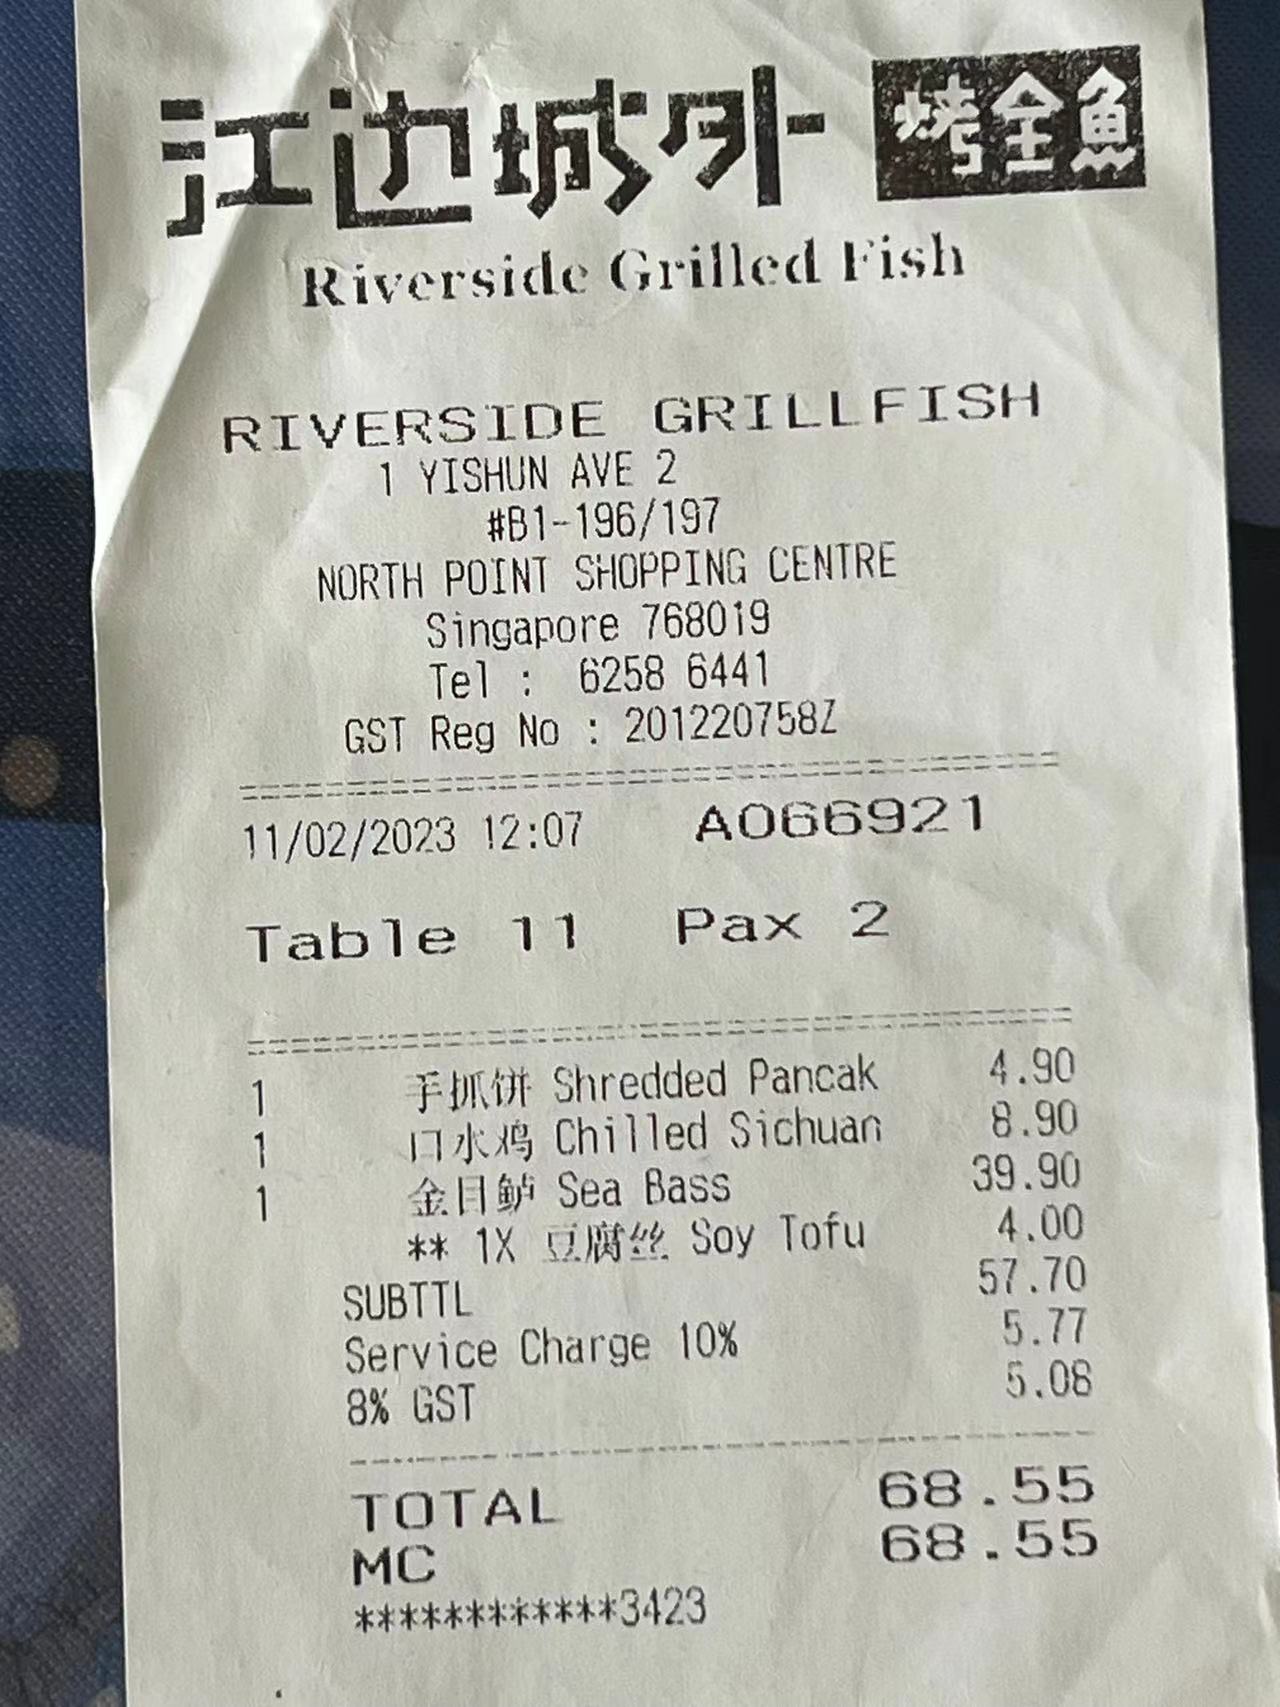 江边城外 烤全魚
Riverside Grilled Fish
RIVERSIDE GRILLFISH
1 YISHUN AVE 2
#B1-196/197
NORTH POINT SHOPPING CENTRE
Singapore 768019
Tel : 6258 6441
GST Reg No : 201220758Z
11/02/2023 12:07 A066921
Table 11 Pax 2
1 手抓饼 Shredded Pancak 4.90
1 口水鸡 Chilled Sichuan 8.90
1 金目鲈 Sea Bass 39.90
** 1X 豆腐丝 Soy Tofu 4.00
SUBTTL 57.70
Service Charge 10% 5.77
8% GST 5.08
TOTAL 68.55
MC 68.55
************3423